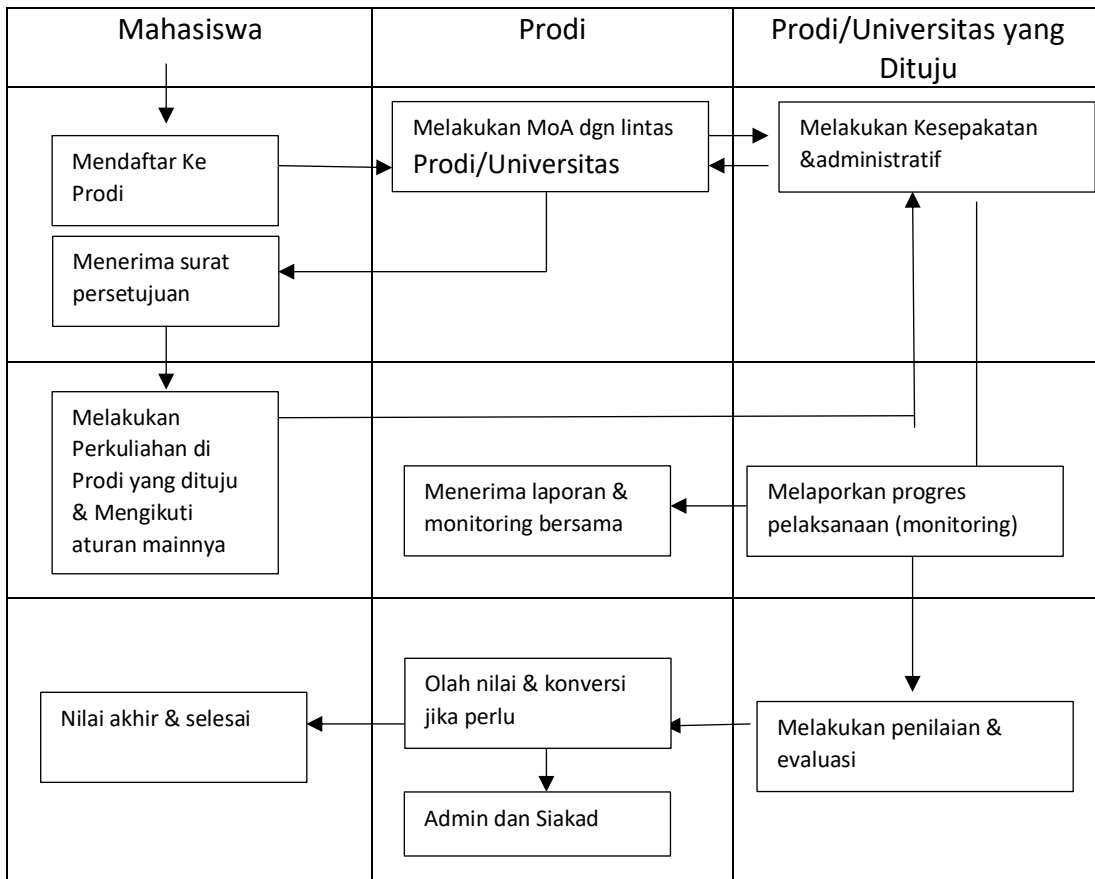 Mahasiswa
Prodi
Prodi/Universitas yang
Dituju
Mendaftar Ke
Prodi
Melakukan MoA dgn lintas
Prodi/Universitas
Melakukan Kesepakatan
&administratif
Menerima surat
persetujuan
Melakukan
Perkuliahan di
Prodi yang dituju
& Mengikuti
aturan mainnya
Menerima laporan &
monitoring bersama
Melaporkan progres
pelaksanaan (monitoring)
Nilai akhir & selesai
Olah nilai & konversi
jika perlu
Melakukan penilaian &
evaluasi
Admin dan Siakad